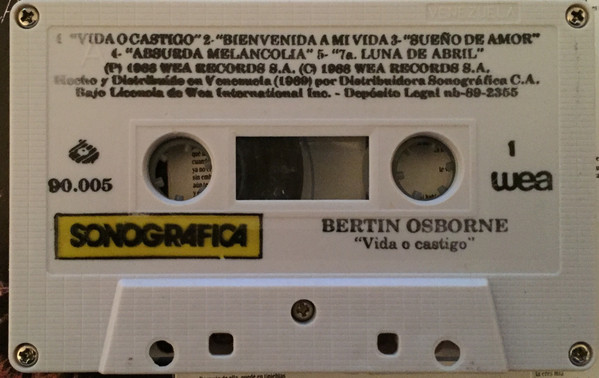 VENEZUELA
1- "VIDA O CASTIGO" 2- "BIENVENIDA A MI VIDA 3- "SUEÑO DE AMOR"
4- "ABSURDA MELANCOLIA" 5- "7a. LUNA DE ABRIL"
(P) 1988 WEA RECORDS S.A. (C) 1988 WEA RECORDS S.A.
Hecho y Distribuido en Venezuela (1989) por Distribuidora Sonográfica C.A.
Bajo Licencia de Wea International Inc. - Depósito Legal nb-89-2355
1
90.005
wea
SONOGRAFICA
BERTIN OSBORNE
"Vida o castigo"